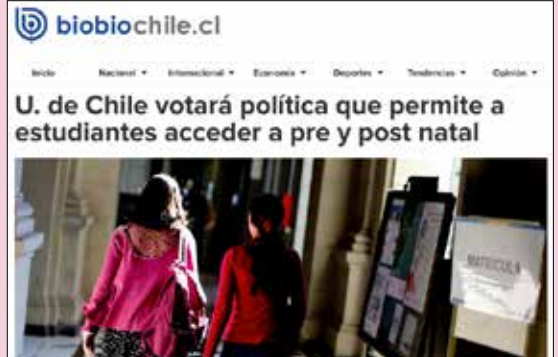 biobiochile.cl
Inicio Nacional Internacional Economía Deportes Tendencias Opinión
U. de Chile votará política que permite a
estudiantes acceder a pre y post natal
MATRÍCULA